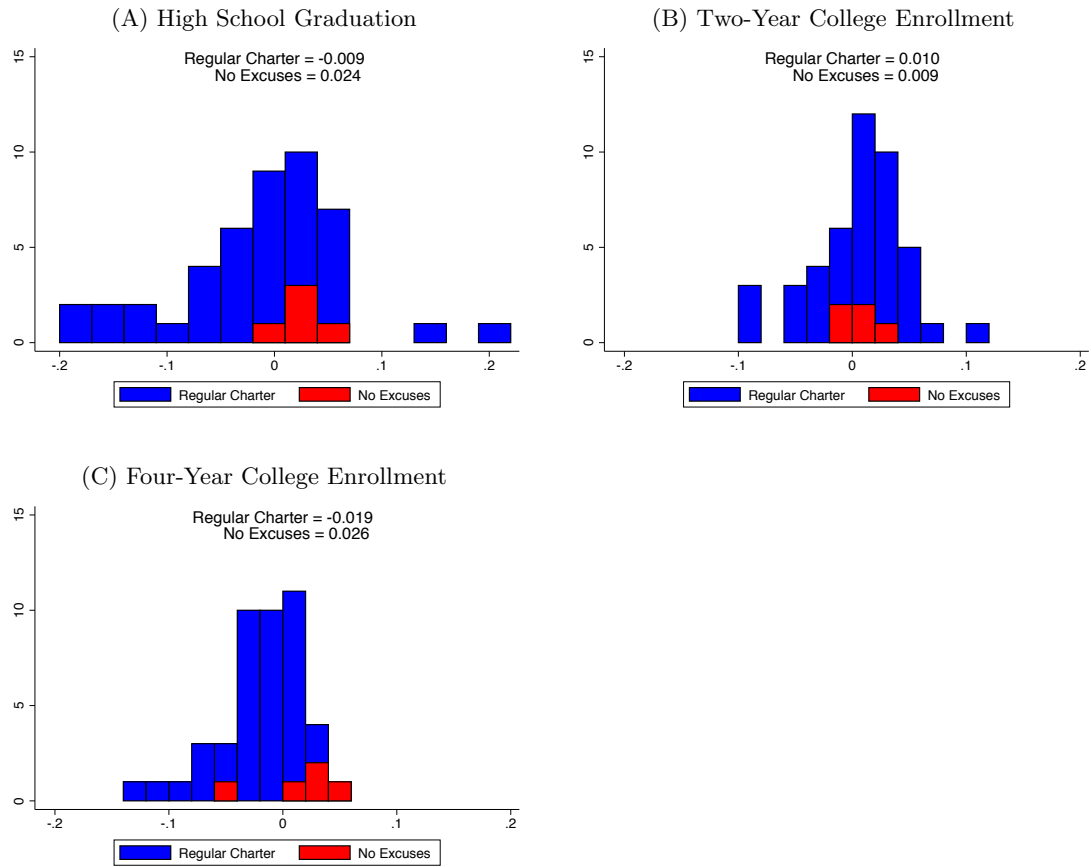 (A) High School Graduation
Regular Charter = -0.009
No Excuses = 0.024
15
10
5
0
-.2
-.1
0
.1
.2
Regular Charter
No Excuses
(B) Two-Year College Enrollment
Regular Charter = 0.010
No Excuses = 0.009
15
10
5
0
-.2
-.1
0
.1
.2
Regular Charter
No Excuses
(C) Four-Year College Enrollment
Regular Charter = -0.019
No Excuses = 0.026
15
10
5
0
-.2
-.1
0
.1
.2
Regular Charter
No Excuses